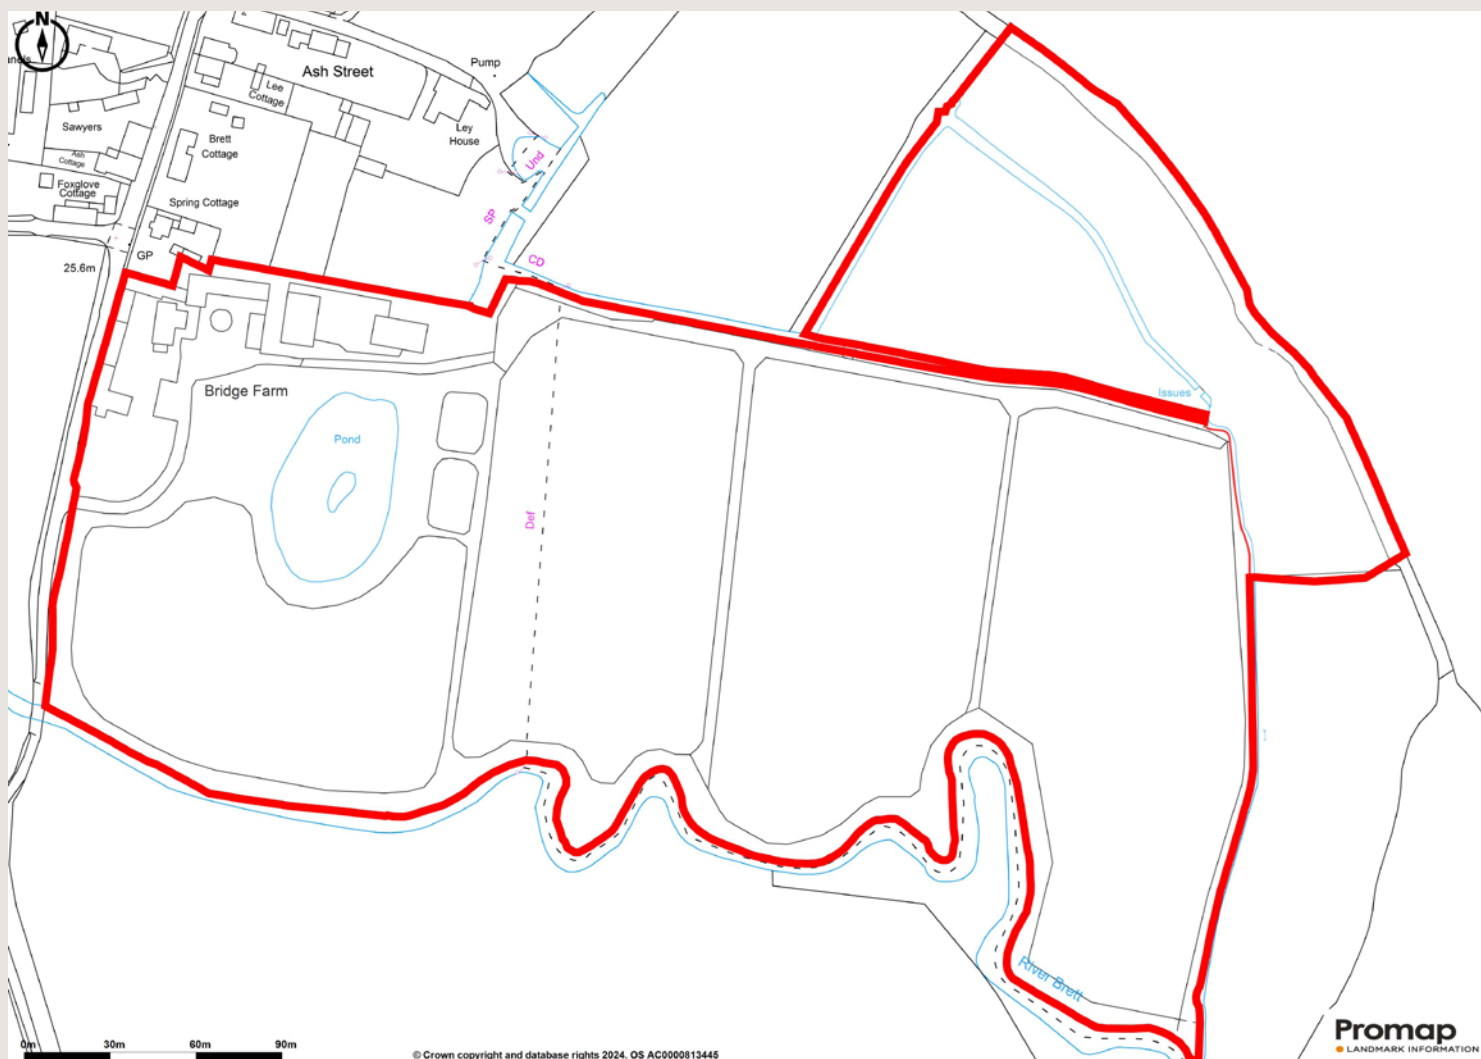 N
Ash Street
Pump
Lee
Cottage
Sawyers
Brett
Cottage
Ley
House
Ash
Cottage
Und
Foxglove
Cottage
Spring Cottage
SP
GP
25.6m
CD
Issues
Bridge Farm
Pond
Def
River Brett
0m 30m 60m 90m
© Crown copyright and database rights 2024. OS AC0000813445
Promap
LANDMARK INFORMATION